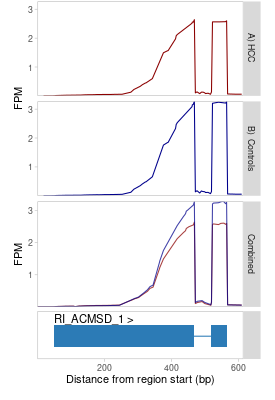 3
2
1
A) HCC
FPM
3
2
1
B) Controls
3
2
1
FPM
Combined
RI_ACMSD_1 >
200 400 600
Distance from region start (bp)